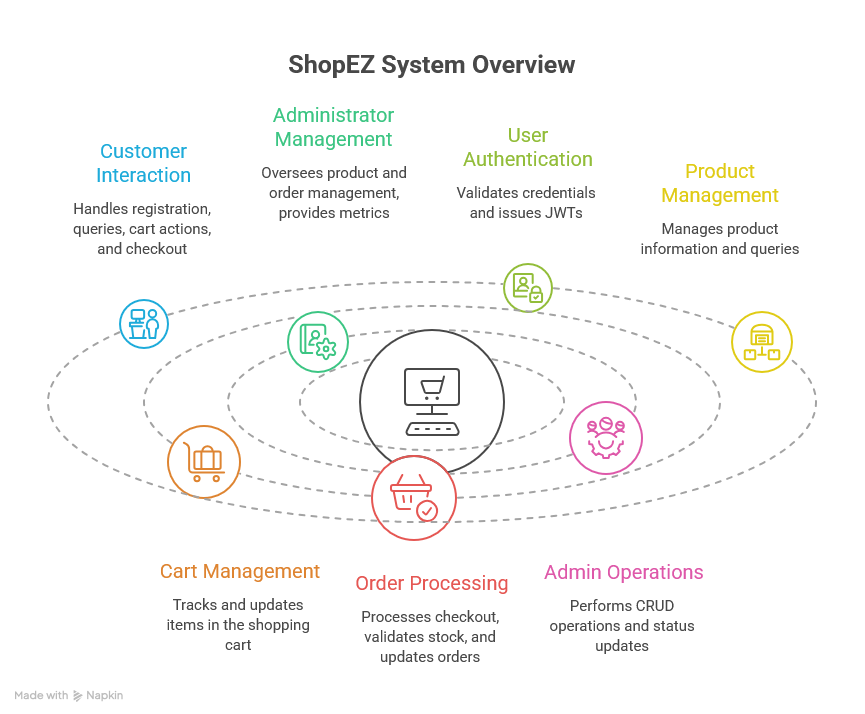 ShopEZ System Overview
Customer
Interaction
Handles registration,
queries, cart actions,
and checkout
Administrator
Management
Oversees product and
order management,
provides metrics
User
Authentication
Validates credentials
and issues JWTs
Product
Management
Manages product
information and queries
Cart Management
Tracks and updates
items in the shopping
cart
Order Processing
Processes checkout,
validates stock, and
updates orders
Admin Operations
Performs CRUD
operations and status
updates
Made with Napkin